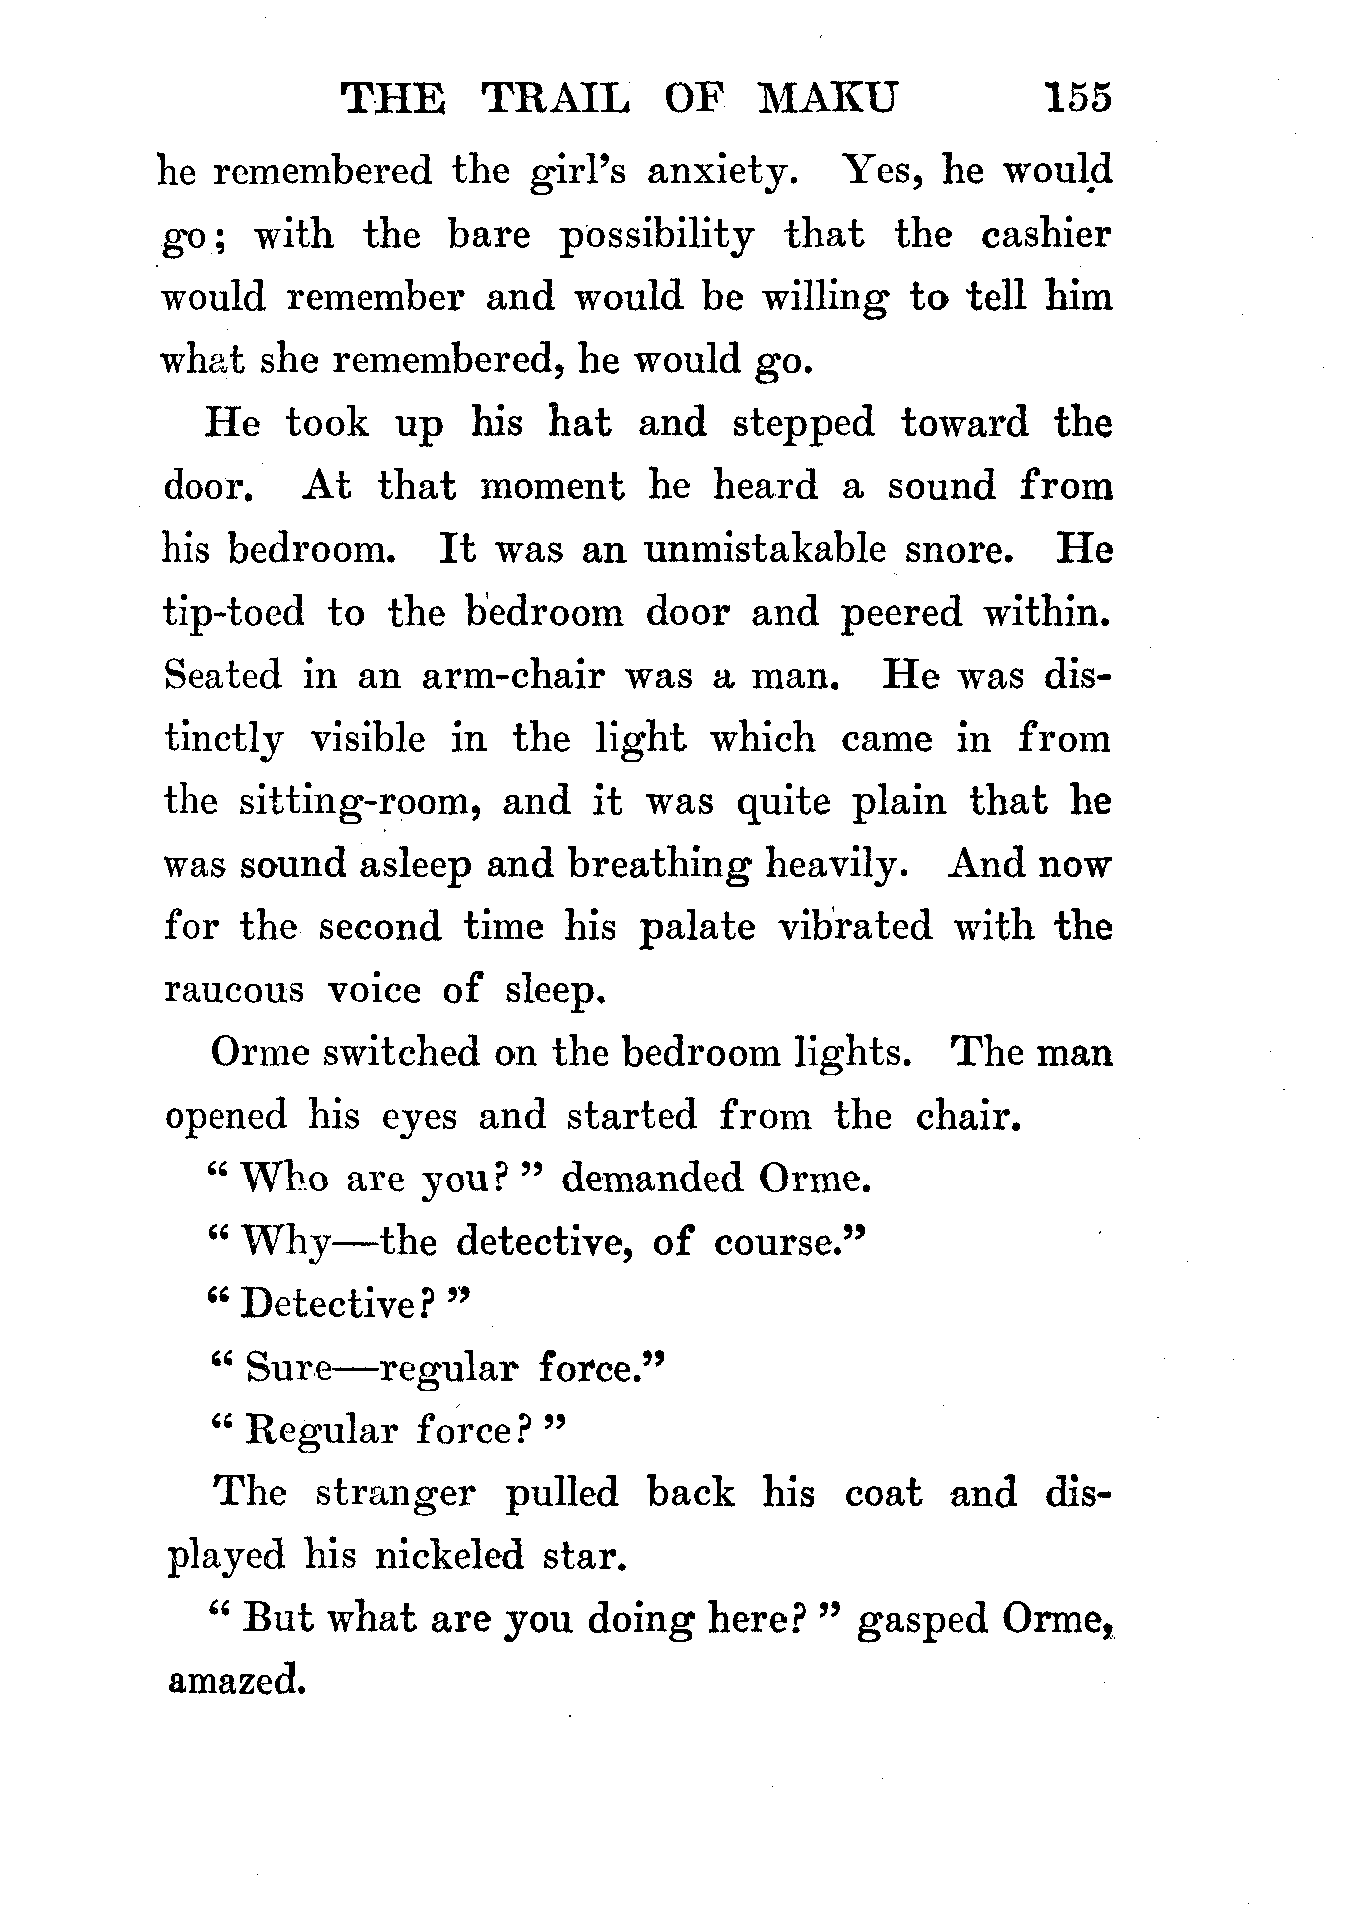 THE TRAIL OF MAKU 155
he remembered the girl's anxiety. Yes, he would
go; with the bare possibility that the cashier
would remember and would be willing to tell him
what she remembered, he would go.
He took up his hat and stepped toward the
door. At that moment he heard a sound from
his bedroom. It was an unmistakable snore. He
tip-toed to the bedroom door and peered within.
Seated in an arm-chair was a man. He was dis-
tinctly visible in the light which came in from
the sitting-room, and it was quite plain that he
was sound asleep and breathing heavily. And now
for the second time his palate vibrated with the
raucous voice of sleep.
Orme switched on the bedroom lights. The man
opened his eyes and started from the chair.
“ Who are you? ” demanded Orme.
“ Why—the detective, of course.”
“ Detective? ”
“ Sure—regular force.”
“ Regular force? ”
The stranger pulled back his coat and dis-
played his nickeled star.
“ But what are you doing here? ” gasped Orme,
amazed.